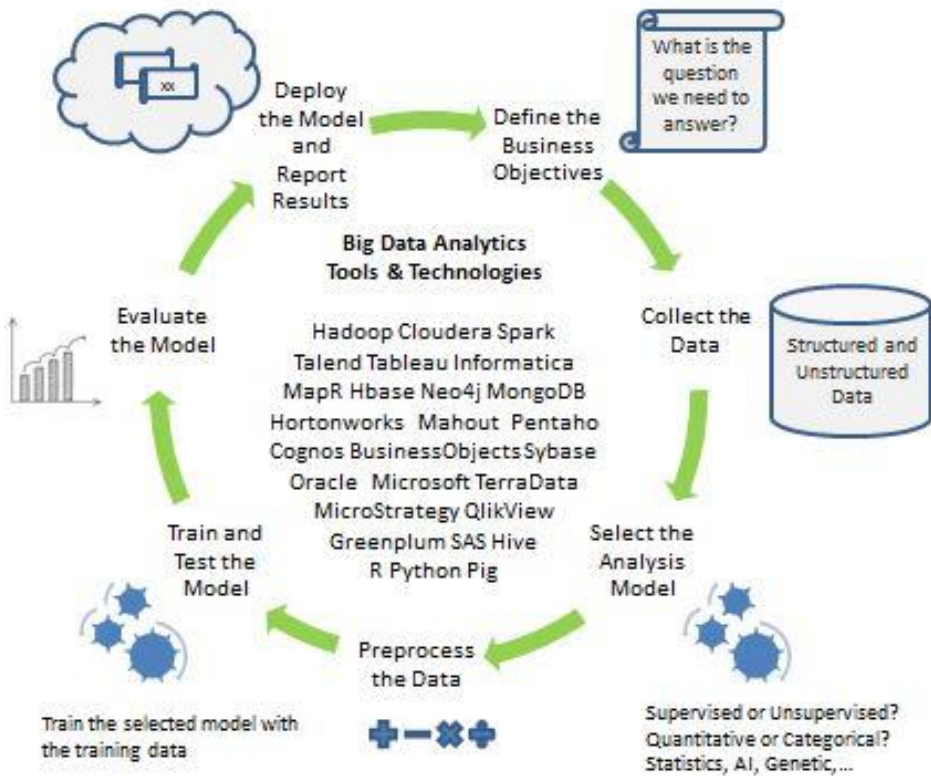 xx
Deploy
the Model
and
Report
Results
Define the
Business
Objectives
What is the
question
we need to
answer?
Collect the
Data
Structured and
Unstructured
Data
Select the
Analysis
Model
Supervised or Unsupervised?
Quantitative or Categorical?
Statistics, AI, Genetic,...
Preprocess
the Data
Train and
Test the
Model
Train the selected model with
the training data
Evaluate
the Model
Big Data Analytics
Tools & Technologies
Hadoop Cloudera Spark
Talend Tableau Informatica
MapR Hbase Neo4j MongoDB
Hortonworks Mahout Pentaho
Cognos BusinessObjects Sybase
Oracle Microsoft TerraData
MicroStrategy QlikView
Greenplum SAS Hive
R Python Pig